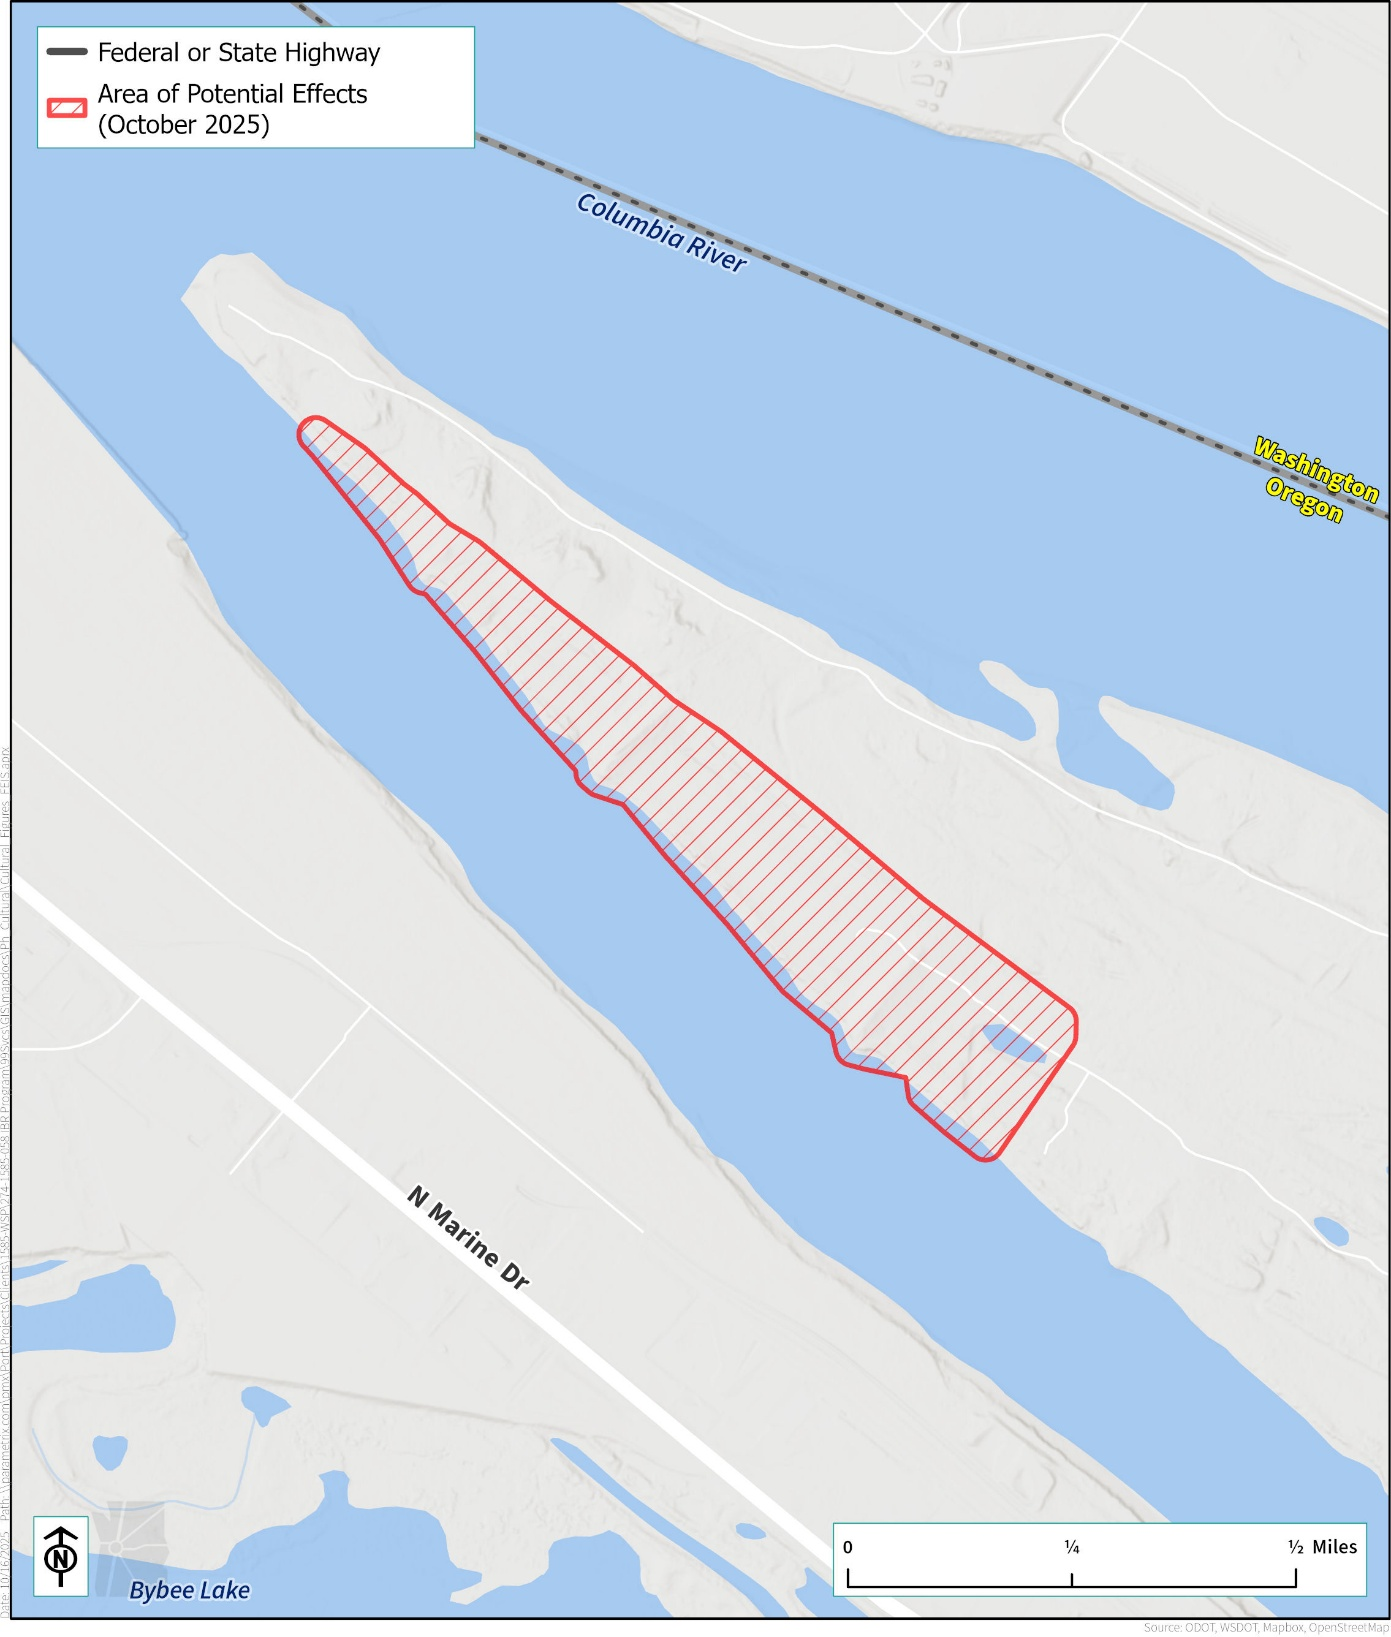 Federal or State Highway
Area of Potential Effects
(October 2025)
Columbia River
Washington
Oregon
N Marine Dr
Bybee Lake
N
0 ¼ ½ Miles
Source: ODOT, WSDOT, Mapbox, OpenStreetMap